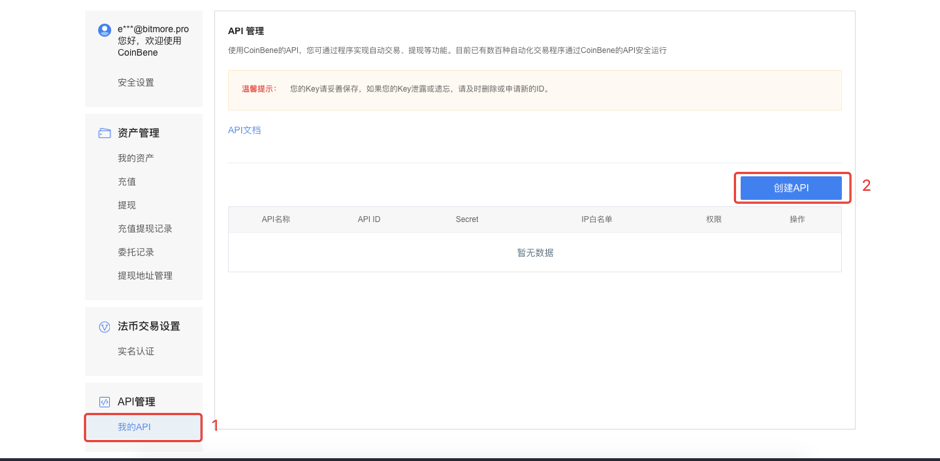 e***@bitmore.pro
您好，欢迎使用
CoinBene
安全设置
资产管理
我的资产
充值
提现
充值提现记录
委托记录
提现地址管理
法币交易设置
实名认证
API管理
我的API
1
API 管理
使用CoinBene的API，您可通过程序实现自动交易、提现等功能。目前已有数百种自动化交易程序通过CoinBene的API安全运行
温馨提示： 您的Key请妥善保存，如果您的Key泄露或遗忘，请及时删除或申请新的ID。
API文档
创建API 2
API名称 API ID Secret IP白名单 权限 操作
暂无数据